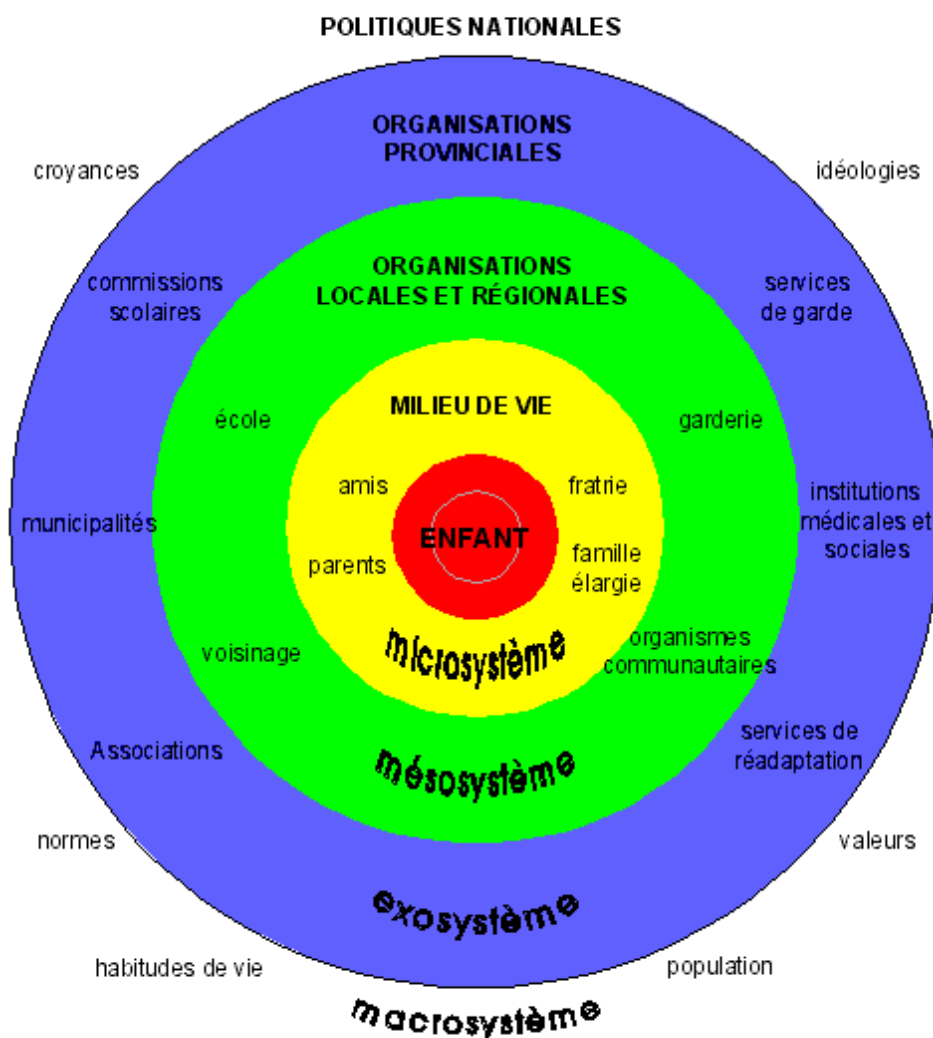 POLITIQUES NATIONALES
ORGANISATIONS
PROVINCIALES
croyances
idéologies
ORGANISATIONS
LOCALES ET RÉGIONALES
commissions
scolaires
services
de garde
MILIEU DE VIE
école
garderie
amis
fratrie
municipalités
institutions
médicales et
sociales
ENFANT
parents
famille
élargie
microsystème
voisinage
organismes
communautaires
Associations
services de
réadaptation
mésosystème
normes
valeurs
exosystème
habitudes de vie
population
macrosystème